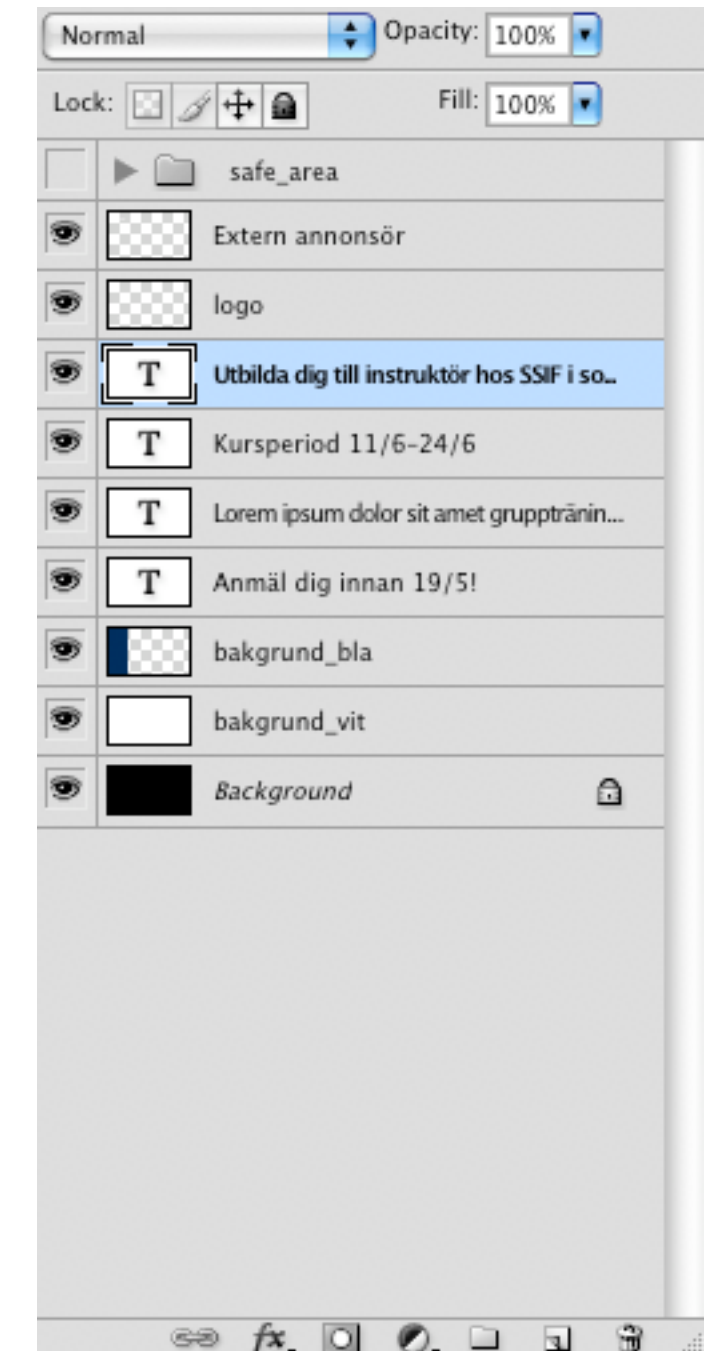 Normal Opacity: 100%
Lock: Fill: 100%
safe_area
Extern annonsör
logo
T Utbilda dig till instruktör hos SSIF i so...
T Kursperiod 11/6-24/6
T Lorem ipsum dolor sit amet grupptränin...
T Anmäl dig innan 19/5!
bakgrund_bla
bakgrund_vit
Background
fx.